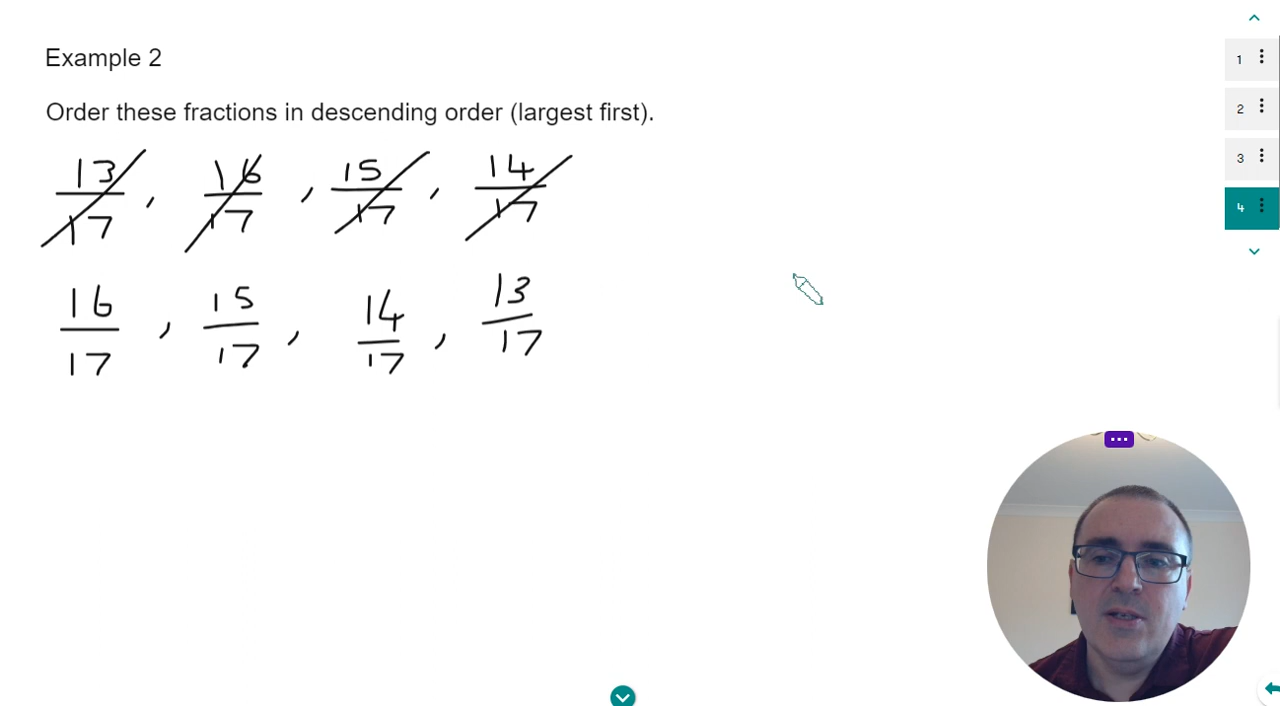 Example 2
Order these fractions in descending order (largest first).
13/17, 16/17, 15/17, 14/17
16/17, 15/17, 14/17, 13/17
1
2
3
4